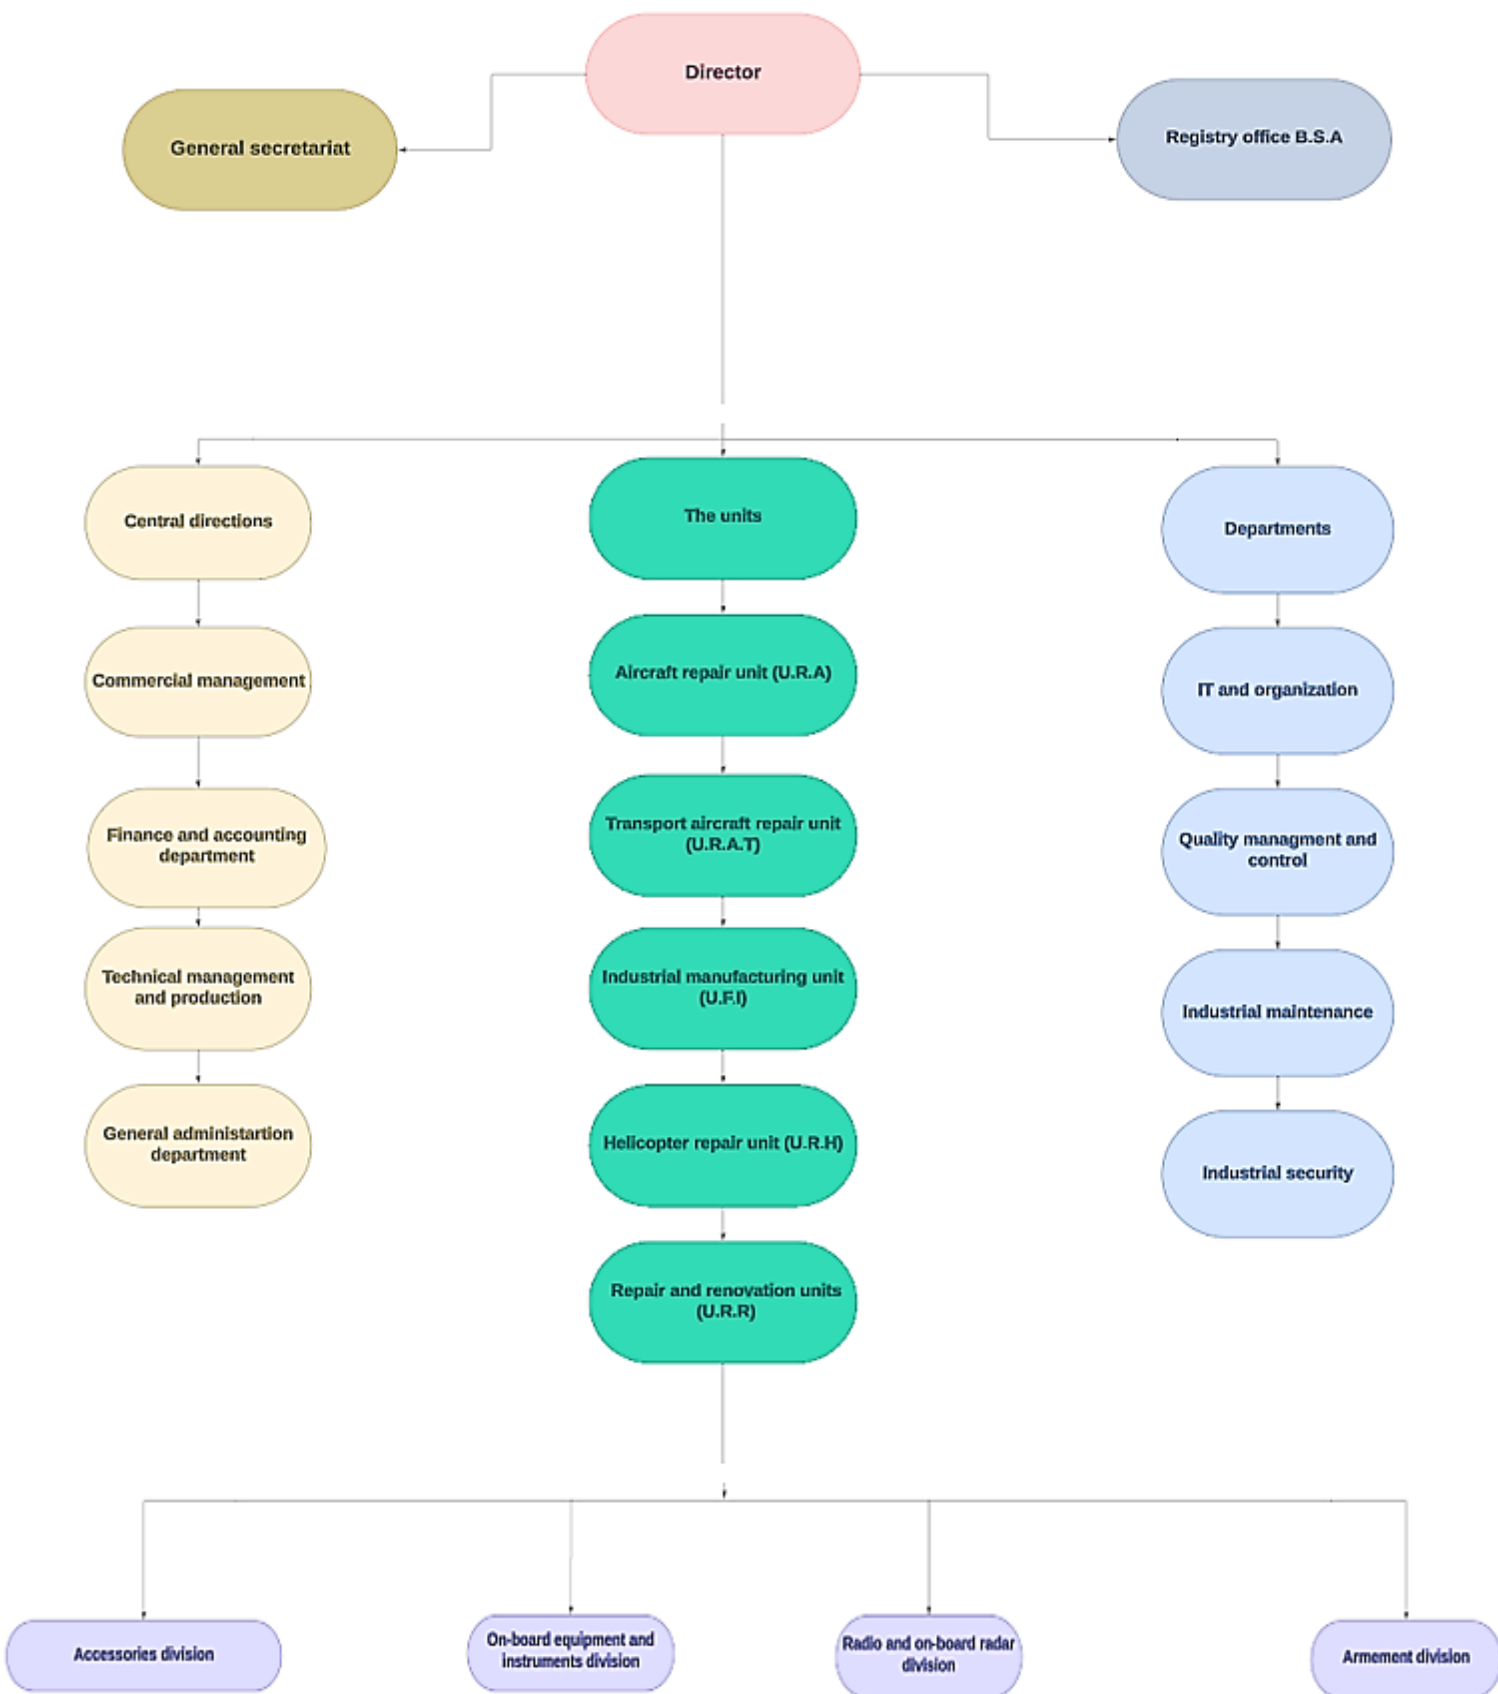 Director
General secretariat
Registry office B.S.A
Central directions
The units
Departments
Commercial management
Aircraft repair unit (U.R.A)
IT and organization
Finance and accounting
department
Transport aircraft repair unit
(U.R.A.T)
Quality managment and
control
Technical management
and production
Industrial manufacturing unit
(U.F.I)
Industrial maintenance
General administartion
department
Helicopter repair unit (U.R.H)
Industrial security
Repair and renovation units
(U.R.R)
Accessories division
On-board equipment and
instruments division
Radio and on-board radar
division
Armement division